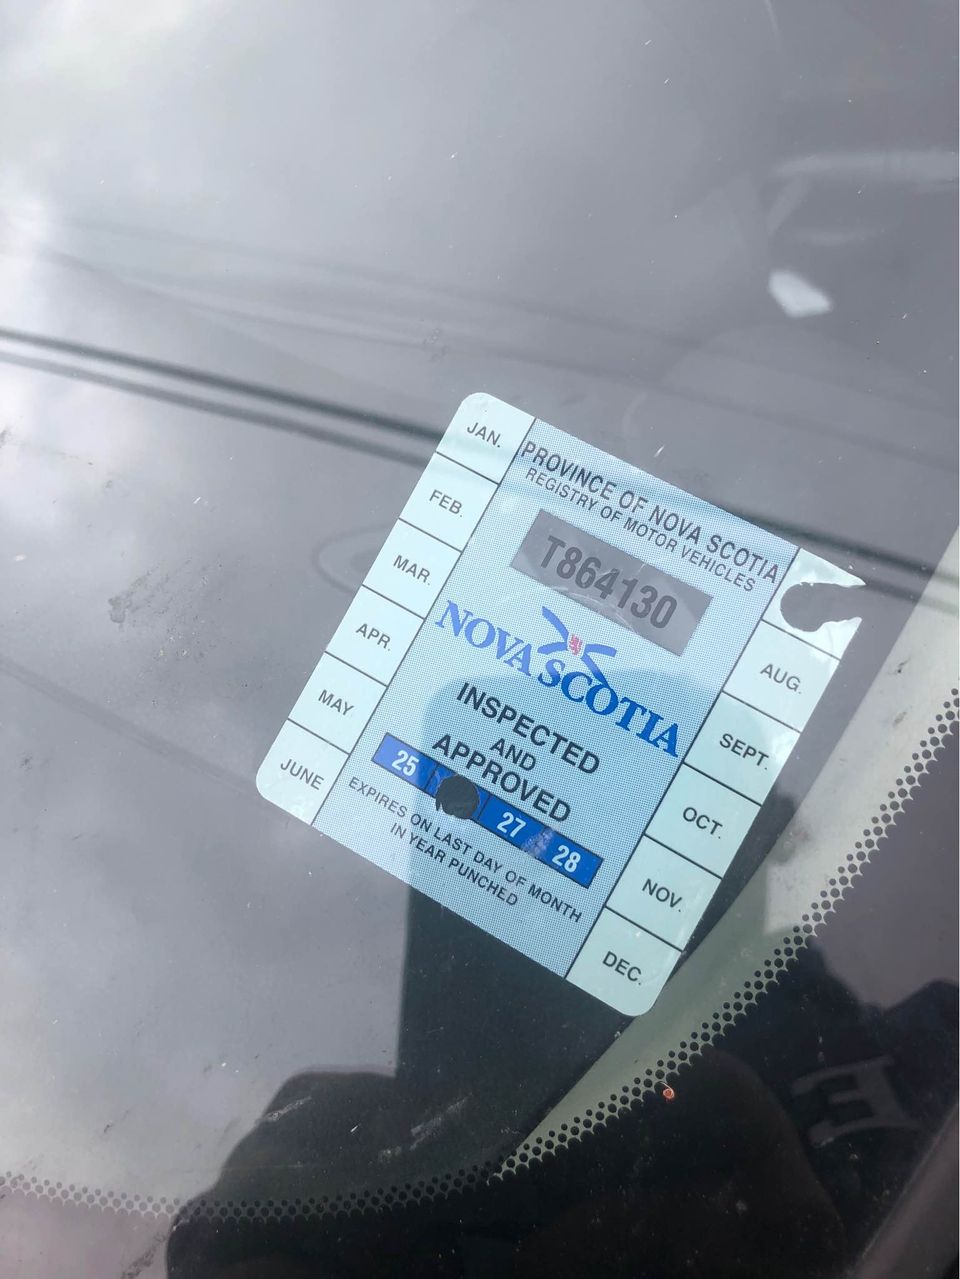 JAN.
FEB.
MAR.
APR.
MAY
JUNE
PROVINCE OF NOVA SCOTIA
REGISTRY OF MOTOR VEHICLES
T864130
NOVA SCOTIA
INSPECTED
AND
APPROVED
25 27 28
EXPIRES ON LAST DAY OF MONTH
IN YEAR PUNCHED
AUG.
SEPT.
OCT.
NOV.
DEC.